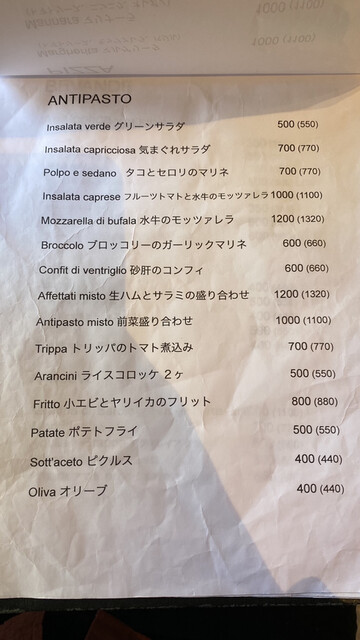 ANTIPASTO
Insalata verde グリーンサラダ 500 (550)
Insalata capricciosa 気まぐれサラダ 700 (770)
Polpo e sedano タコとセロリのマリネ 700 (770)
Insalata caprese フルーツトマトと水牛のモッツァレラ 1000 (1100)
Mozzarella di bufala 水牛のモッツァレラ 1200 (1320)
Broccolo ブロッコリーのガーリックマリネ 600 (660)
Confit di ventriglio 砂肝のコンフィ 600 (660)
Affettati misto 生ハムとサラミの盛り合わせ 1200 (1320)
Antipasto misto 前菜盛り合わせ 1000 (1100)
Trippa トリッパのトマト煮込み 700 (770)
Arancini ライスコロッケ 2ヶ 500 (550)
Fritto 小エビとヤリイカのフリット 800 (880)
Patate ポテトフライ 500 (550)
Sott'aceto ピクルス 400 (440)
Oliva オリーブ 400 (440)